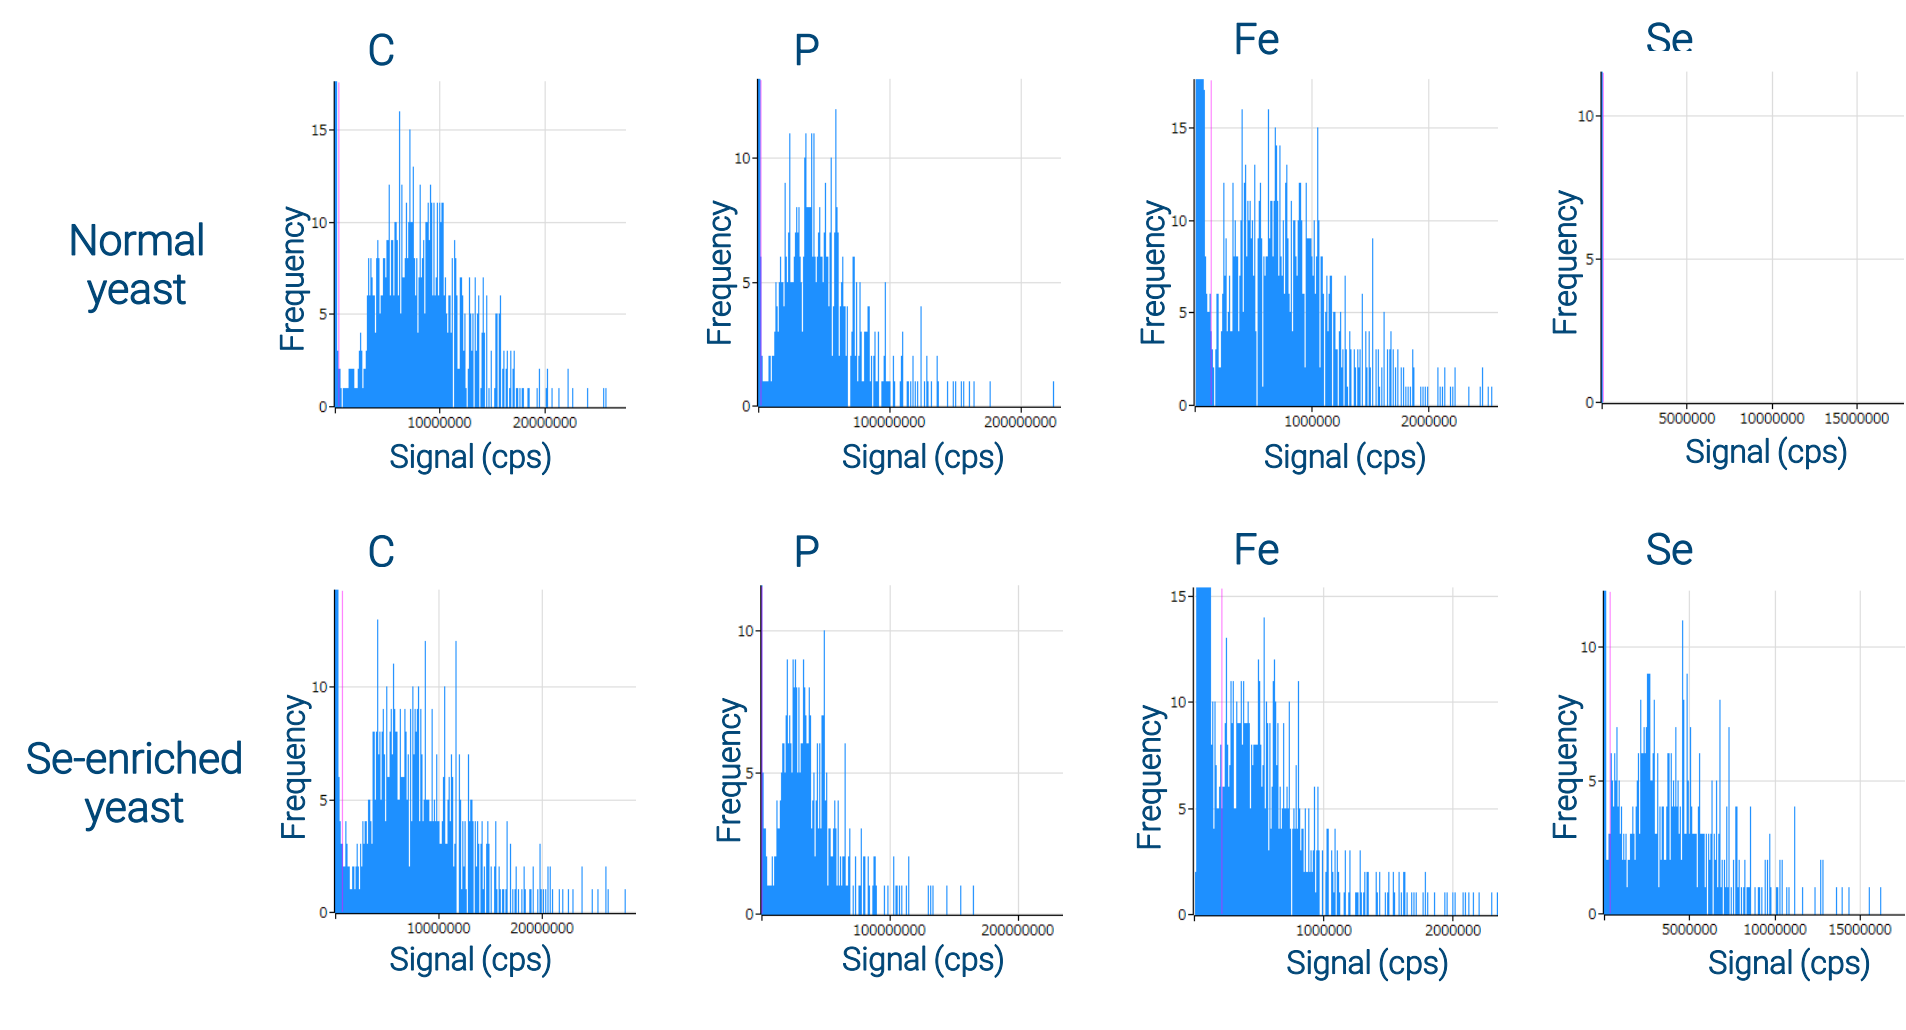 C
P
Fe
Se
Normal
yeast
Frequency
15
10
5
0
10000000
20000000
Signal (cps)
Frequency
10
5
0
100000000
200000000
Signal (cps)
Frequency
15
10
5
0
1000000
2000000
Signal (cps)
Frequency
10
5
0
5000000
10000000
15000000
Signal (cps)
C
P
Fe
Se
Se-enriched
yeast
Frequency
10
5
0
10000000
20000000
Signal (cps)
Frequency
10
5
0
100000000
200000000
Signal (cps)
Frequency
15
10
5
0
1000000
2000000
Signal (cps)
Frequency
10
5
0
5000000
10000000
15000000
Signal (cps)